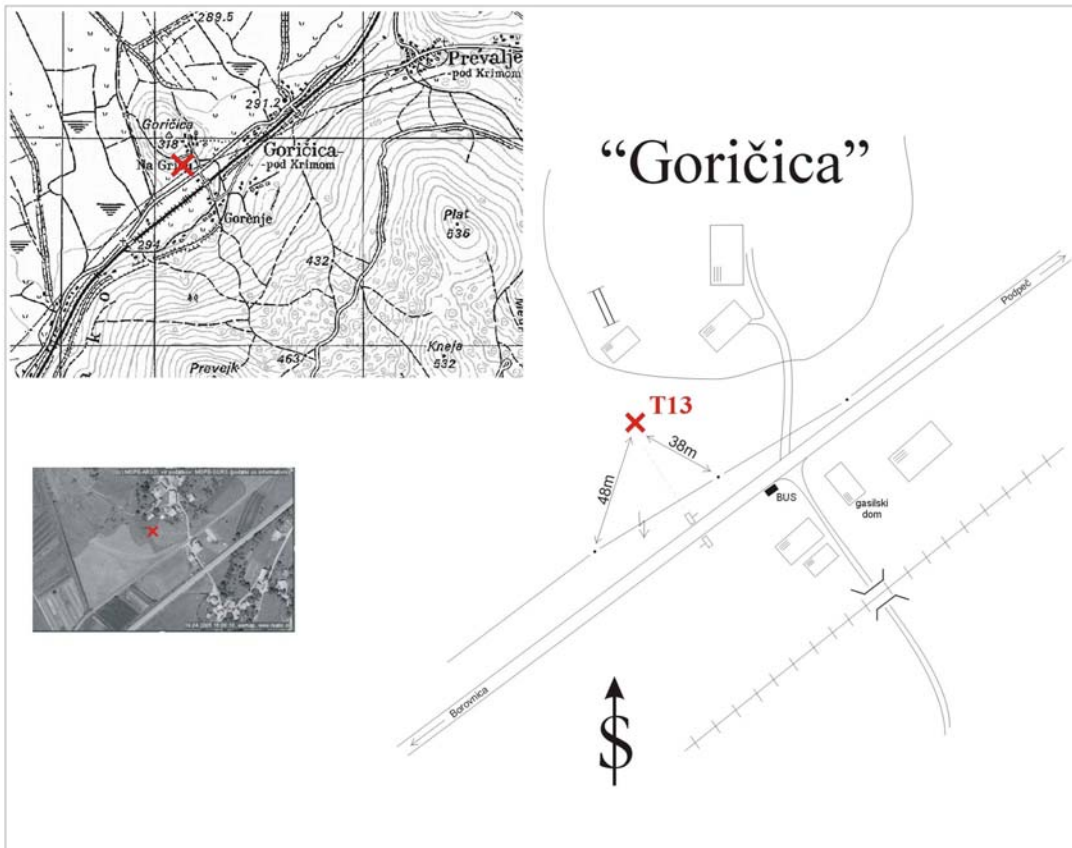 289.5
Prevalje
pod Krimom
291.2
Goričica
318
Na Griču
Goričica
pod Krimom
Gorenje
Plat
536
294
432
463
Kneja
532
Prevejk
“Goričica”
Podpeč
T13
38m
48m
BUS
gasilski
dom
Borovnica
S